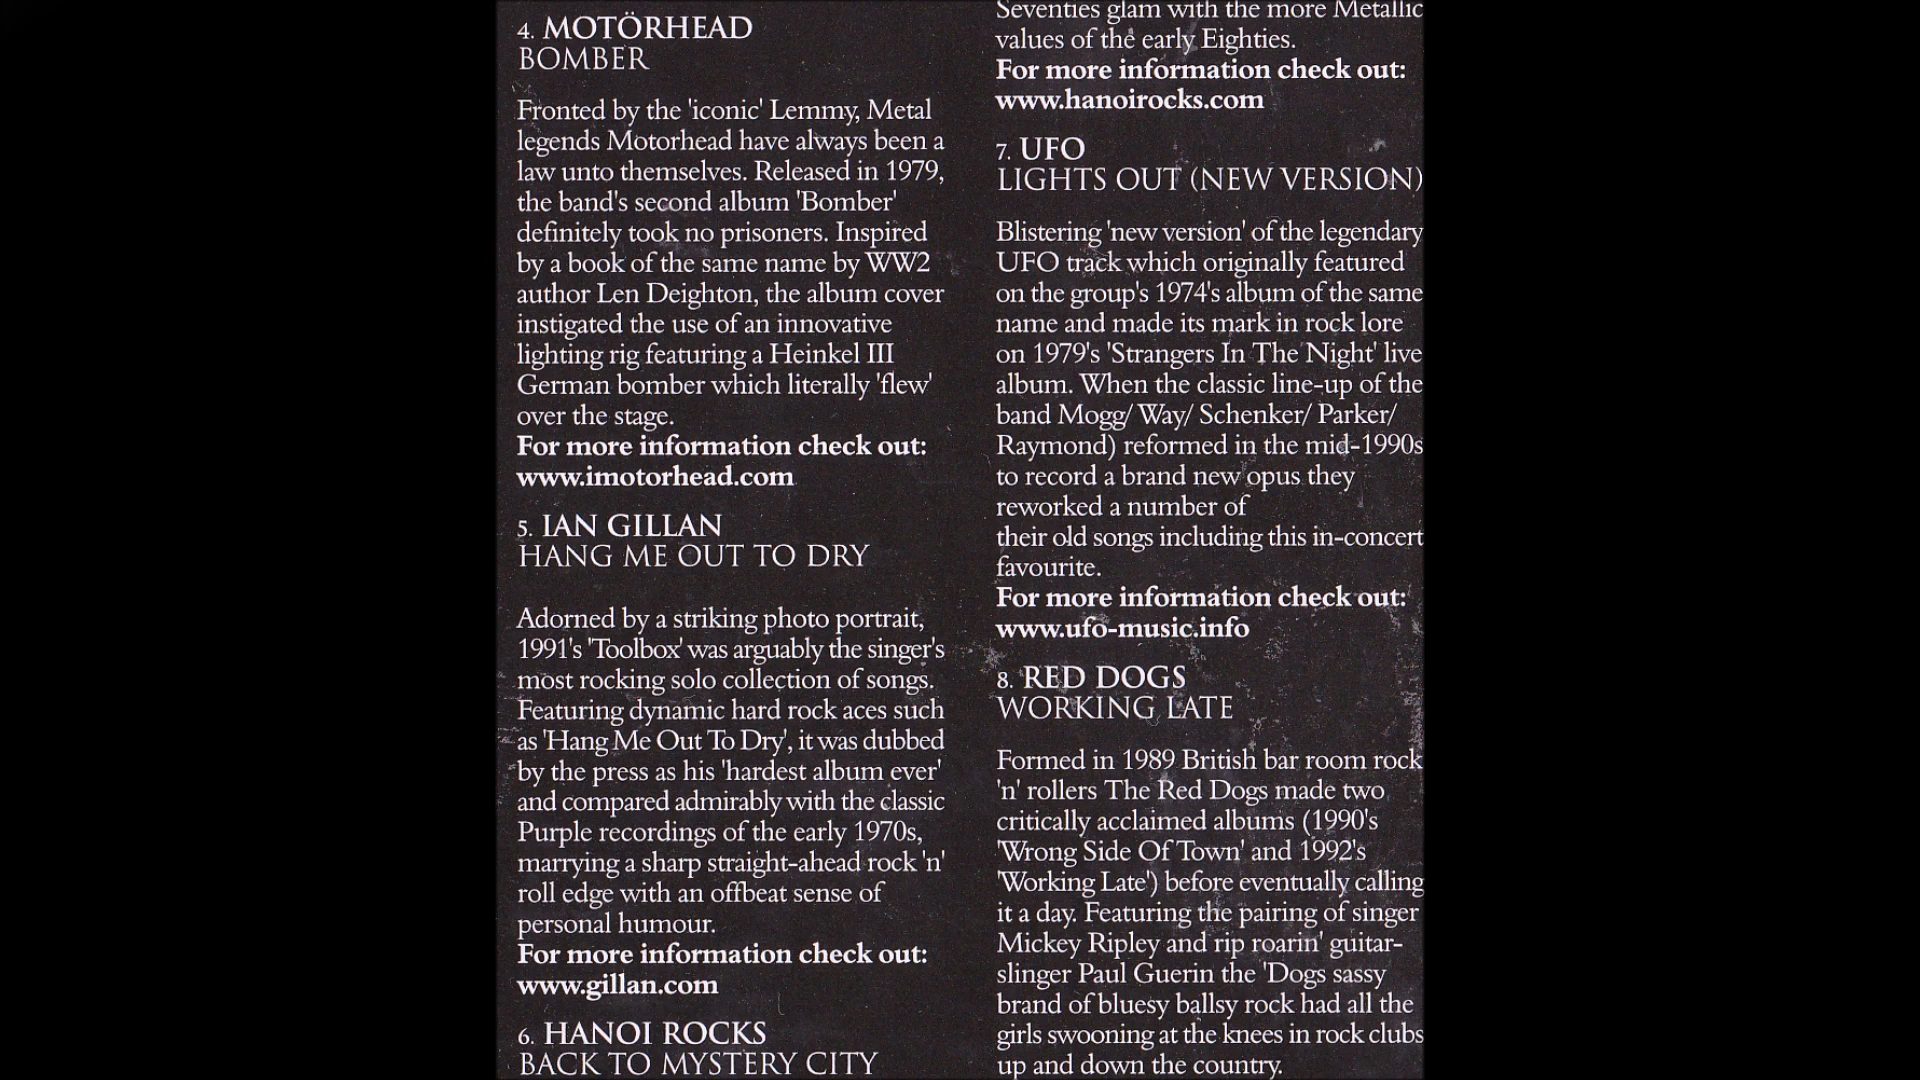 4. MOTÖRHEAD
BOMBER
Fronted by the 'iconic' Lemmy, Metal
legends Motorhead have always been a
law unto themselves. Released in 1979,
the band's second album 'Bomber'
definitely took no prisoners. Inspired
by a book of the same name by WW2
author Len Deighton, the album cover
instigated the use of an innovative
lighting rig featuring a Heinkel III
German bomber which literally 'flew'
over the stage.
For more information check out:
www.imotorhead.com
5. IAN GILLAN
HANG ME OUT TO DRY
Adorned by a striking photo portrait,
1991's 'Toolbox' was arguably the singer's
most rocking solo collection of songs.
Featuring dynamic hard rock aces such
as 'Hang Me Out To Dry', it was dubbed
by the press as his 'hardest album ever'
and compared admirably with the classic
Purple recordings of the early 1970s,
marrying a sharp straight-ahead rock 'n'
roll edge with an offbeat sense of
personal humour.
For more information check out:
www.gillan.com
6. HANOI ROCKS
BACK TO MYSTERY CITY
Seventies glam with the more Metallic
values of the early Eighties.
For more information check out:
www.hanoirocks.com
7. UFO
LIGHTS OUT (NEW VERSION)
Blistering 'new version' of the legendary
UFO track which originally featured
on the group's 1974's album of the same
name and made its mark in rock lore
on 1979's 'Strangers In The Night' live
album. When the classic line-up of the
band Mogg/ Way/ Schenker/ Parker/
Raymond) reformed in the mid-1990s
to record a brand new opus they
reworked a number of
their old songs including this in-concert
favourite.
For more information check out:
www.ufo-music.info
8. RED DOGS
WORKING LATE
Formed in 1989 British bar room rock
'n' rollers The Red Dogs made two
critically acclaimed albums (1990's
'Wrong Side Of Town' and 1992's
'Working Late') before eventually calling
it a day. Featuring the pairing of singer
Mickey Ripley and rip roarin' guitar-
slinger Paul Guerin the 'Dogs sassy
brand of bluesy ballsy rock had all the
girls swooning at the knees in rock clubs
up and down the country.